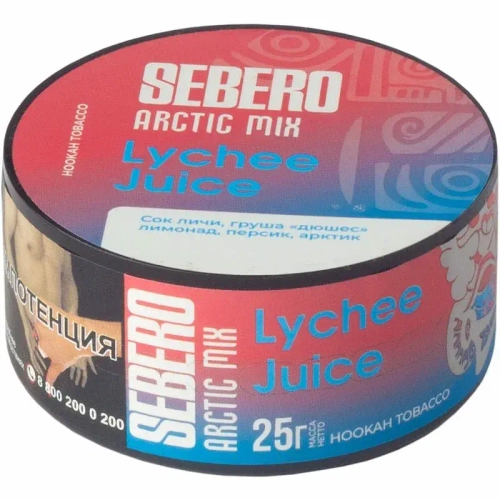 HOOKAH TOBACCO
SEBERO
ARCTIC MIX
Lychee
Juice
Сок личи, груша «дюшес»
лимонад, персик, арктик
ПОТЕНЦИЯ
8 800 200 0 200
SEBERO
ARCTIC MIX
Lychee
Juice
25г
МАССА
НЕТТО
HOOKAH TOBACCO